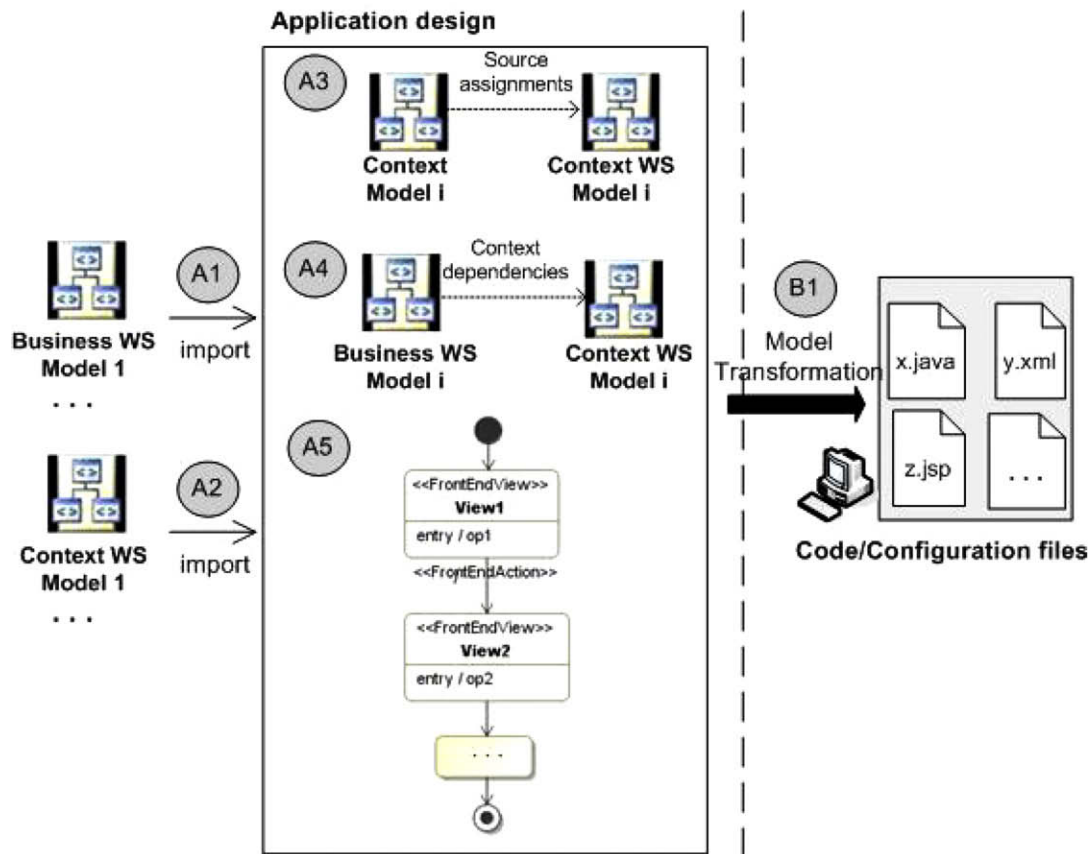 Application design
A3
Source
assignments
Context
Model i
Context WS
Model i
A1
import
Business WS
Model 1
. . .
A4
Context
dependencies
Business WS
Model i
Context WS
Model i
A2
import
Context WS
Model 1
. . .
A5
<<FrontEndView>>
View1
entry / op1
<<FrontEndAction>>
<<FrontEndView>>
View2
entry / op2
. . .
B1
Model
Transformation
x.java
y.xml
z.jsp
. . .
Code/Configuration files